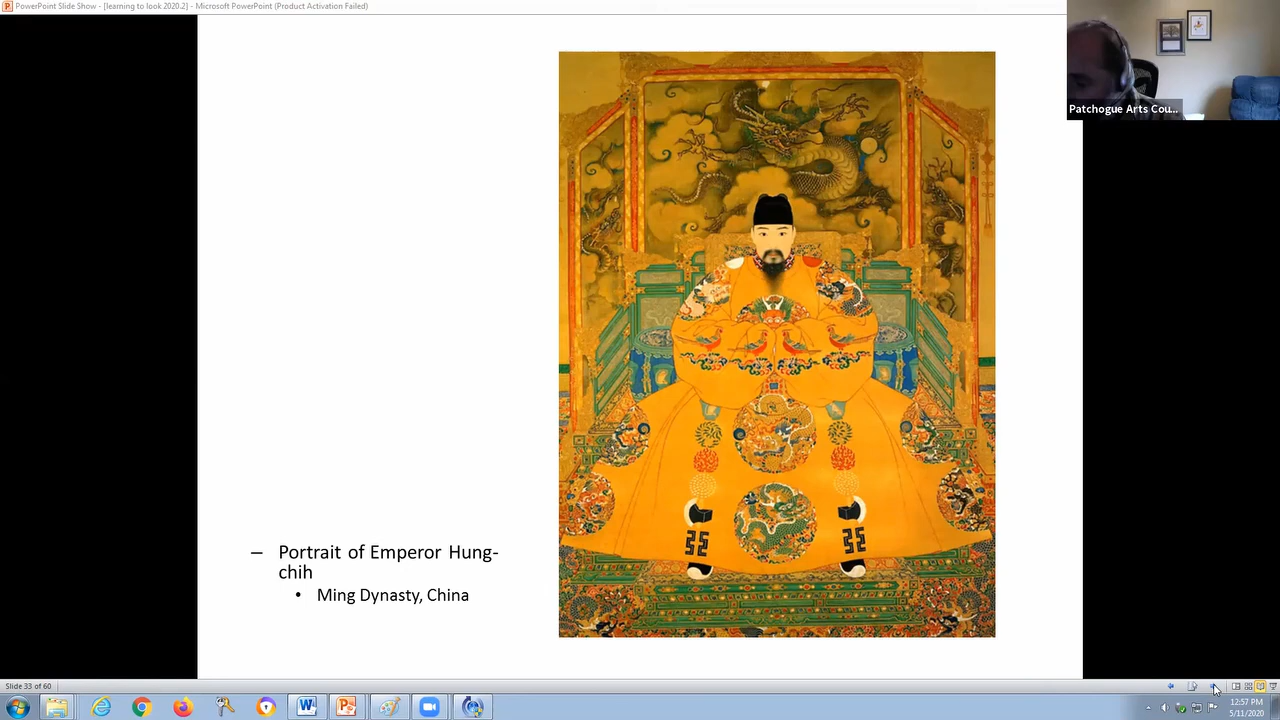 PowerPoint Slide Show - [learning to look 2020.2] - Microsoft PowerPoint (Product Activation Failed)
Patchogue Arts Cou...
– Portrait of Emperor Hung-
chih
• Ming Dynasty, China
Slide 33 of 60
12:57 PM
5/11/2020